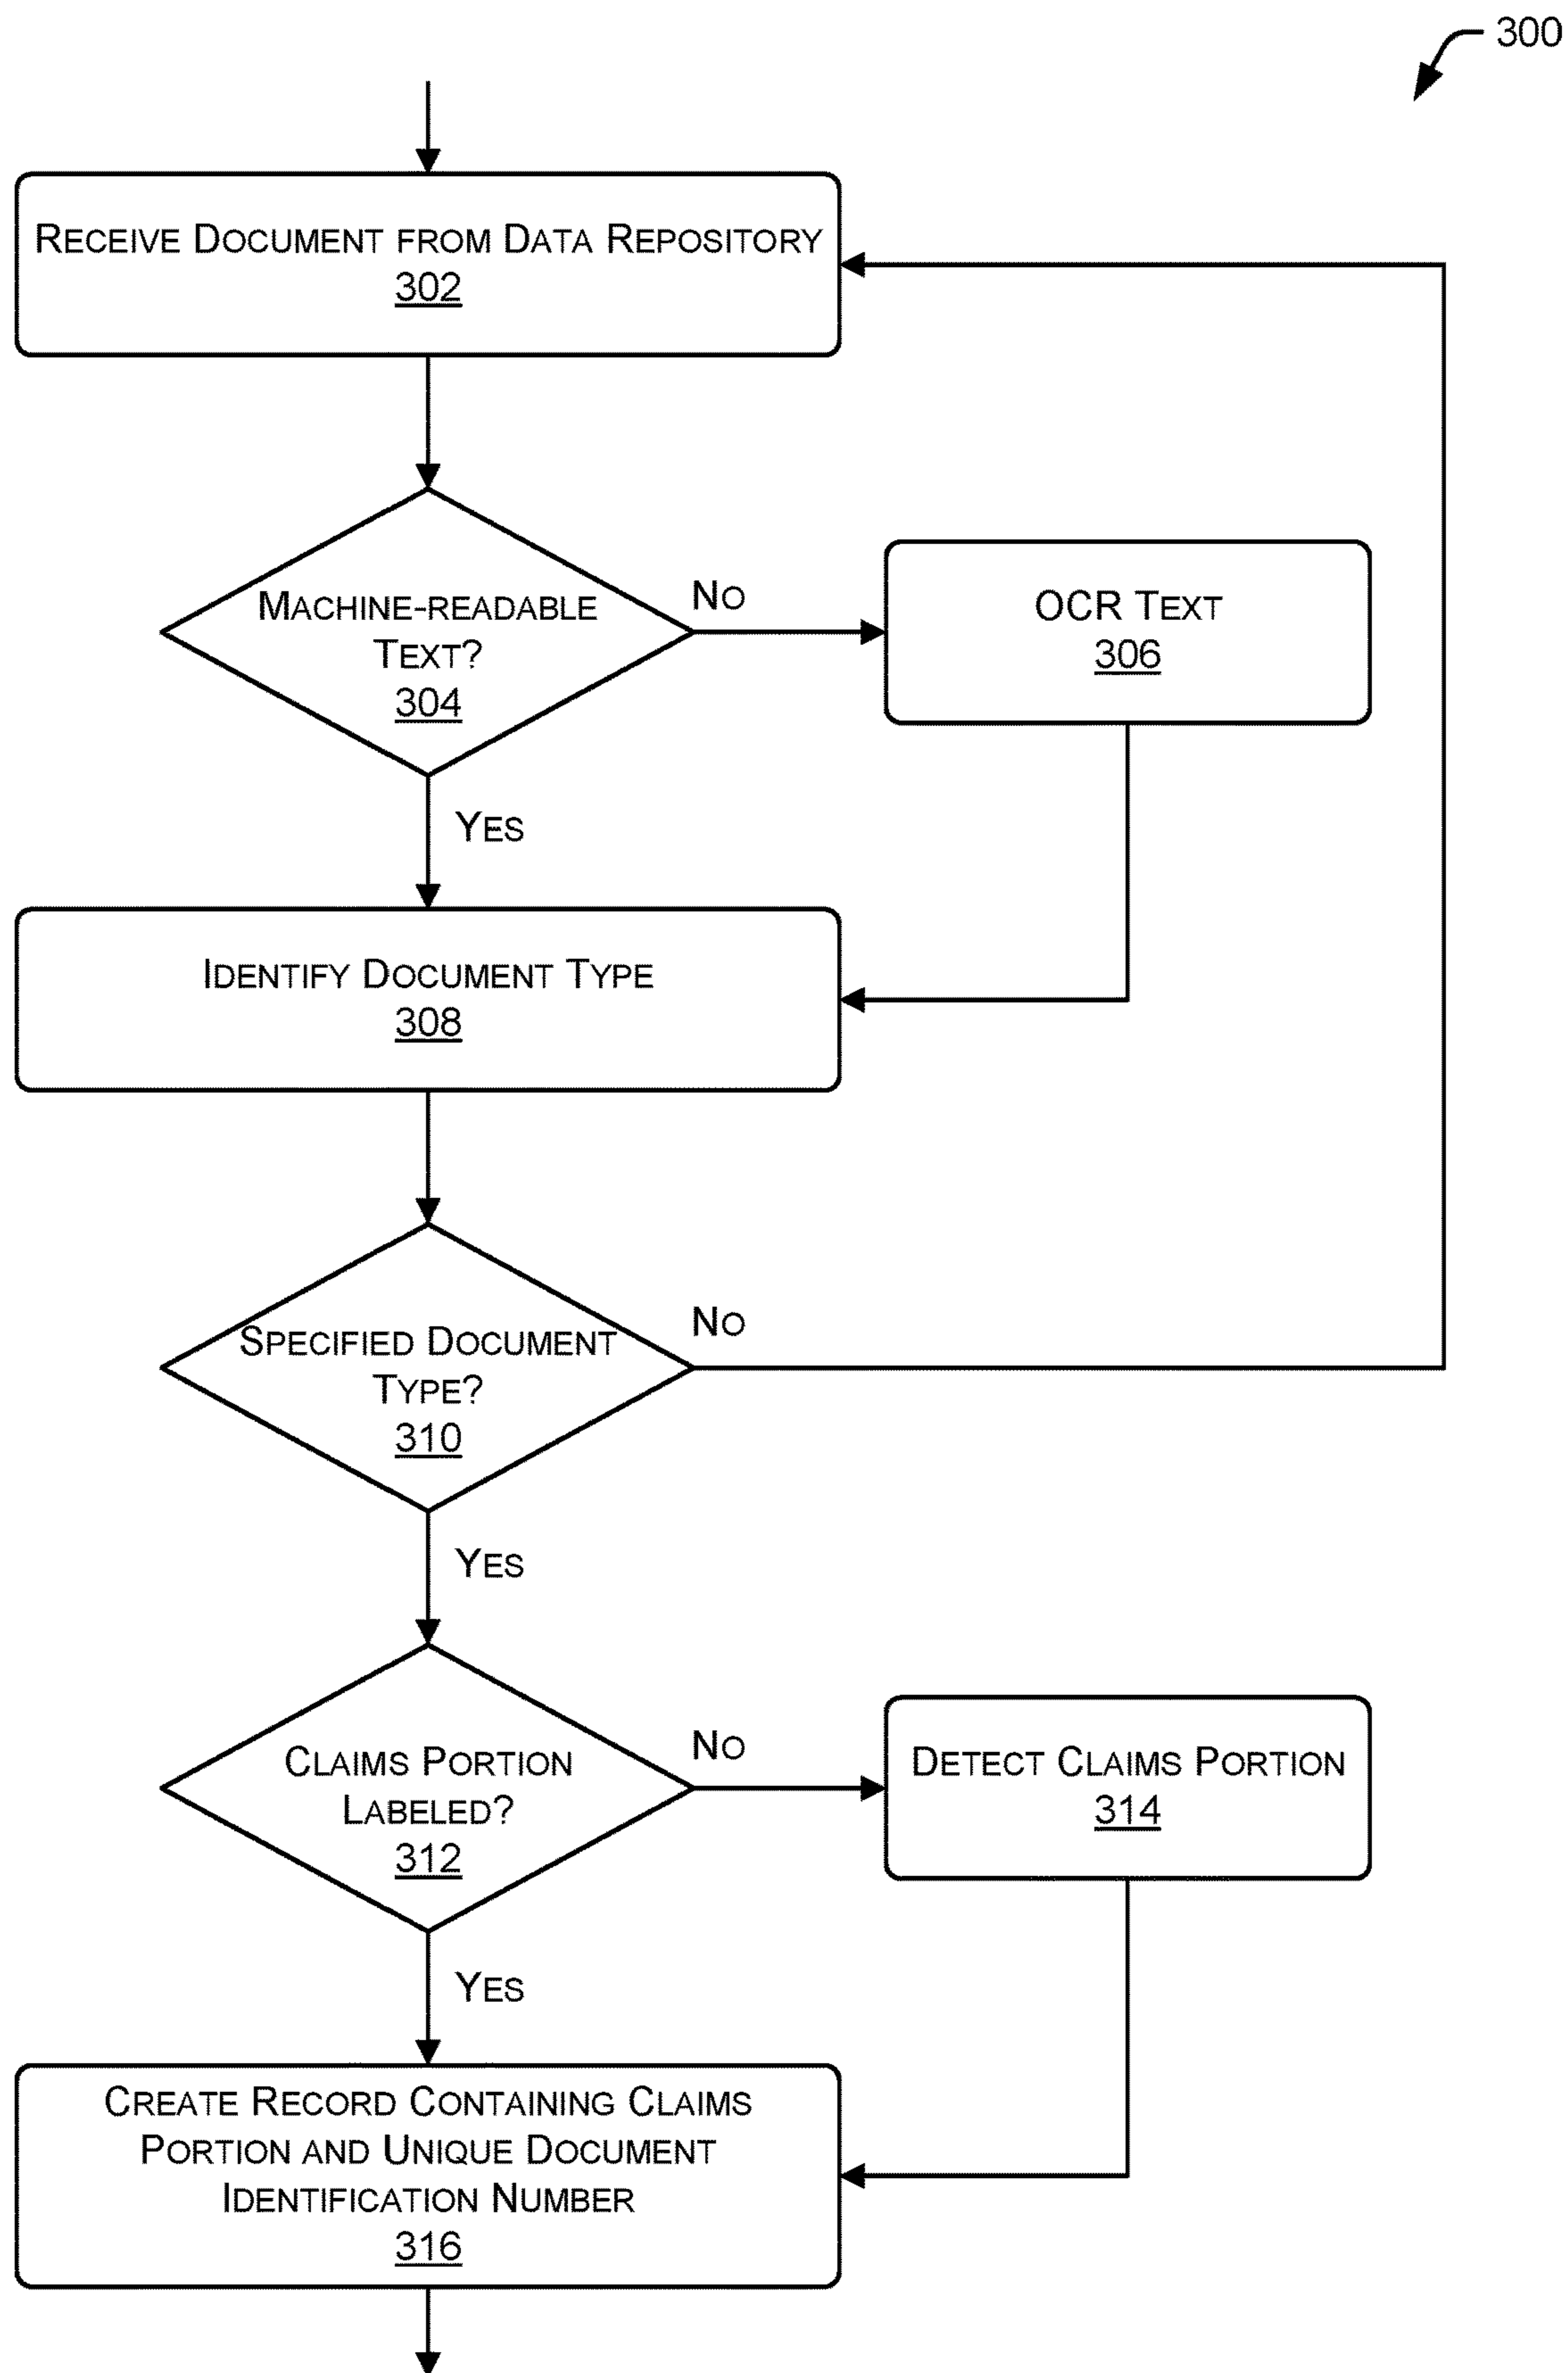 300
Receive Document from Data Repository
302
Machine-readable
Text?
304
No
OCR Text
306
Yes
Identify Document Type
308
Specified Document
Type?
310
No
Yes
Claims Portion
Labeled?
312
No
Detect Claims Portion
314
Yes
Create Record Containing Claims
Portion and Unique Document
Identification Number
316